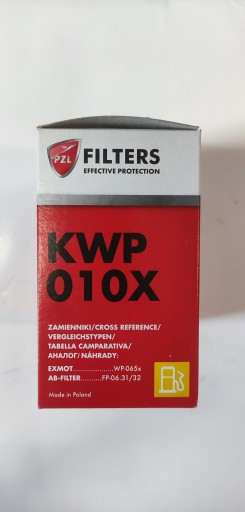 PZL
FILTERS
EFFECTIVE PROTECTION
KWP
010X
ZAMIENNIKI/CROSS REFERENCE/
VERGLEICHSTYPEN/
TABELLA CAMPARATIVA/
АНАЛОГ/NÁHRADY:
EXMOT...................WP-065x
AB-FILTER..........FP-06.31/32
Made in Poland